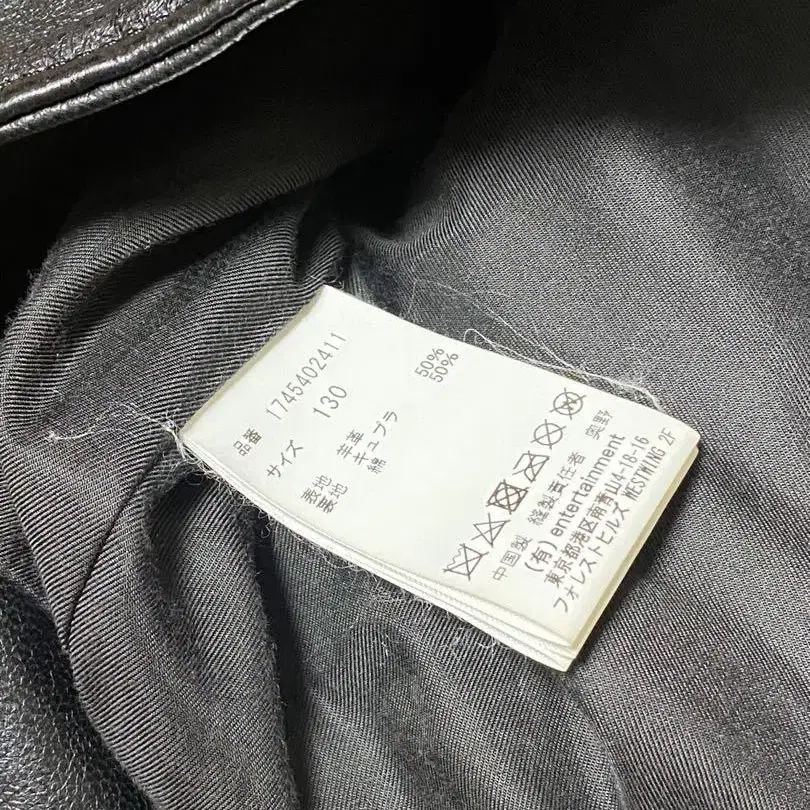 品番 1745402411
サイズ 130
表地 羊革
裏地 キュプラ 50%
綿 50%
中国製 縫製責任者 奥野
(有) entertainment
東京都港区南青山4-18-16
フォレストヒルズ WESTWING 2F